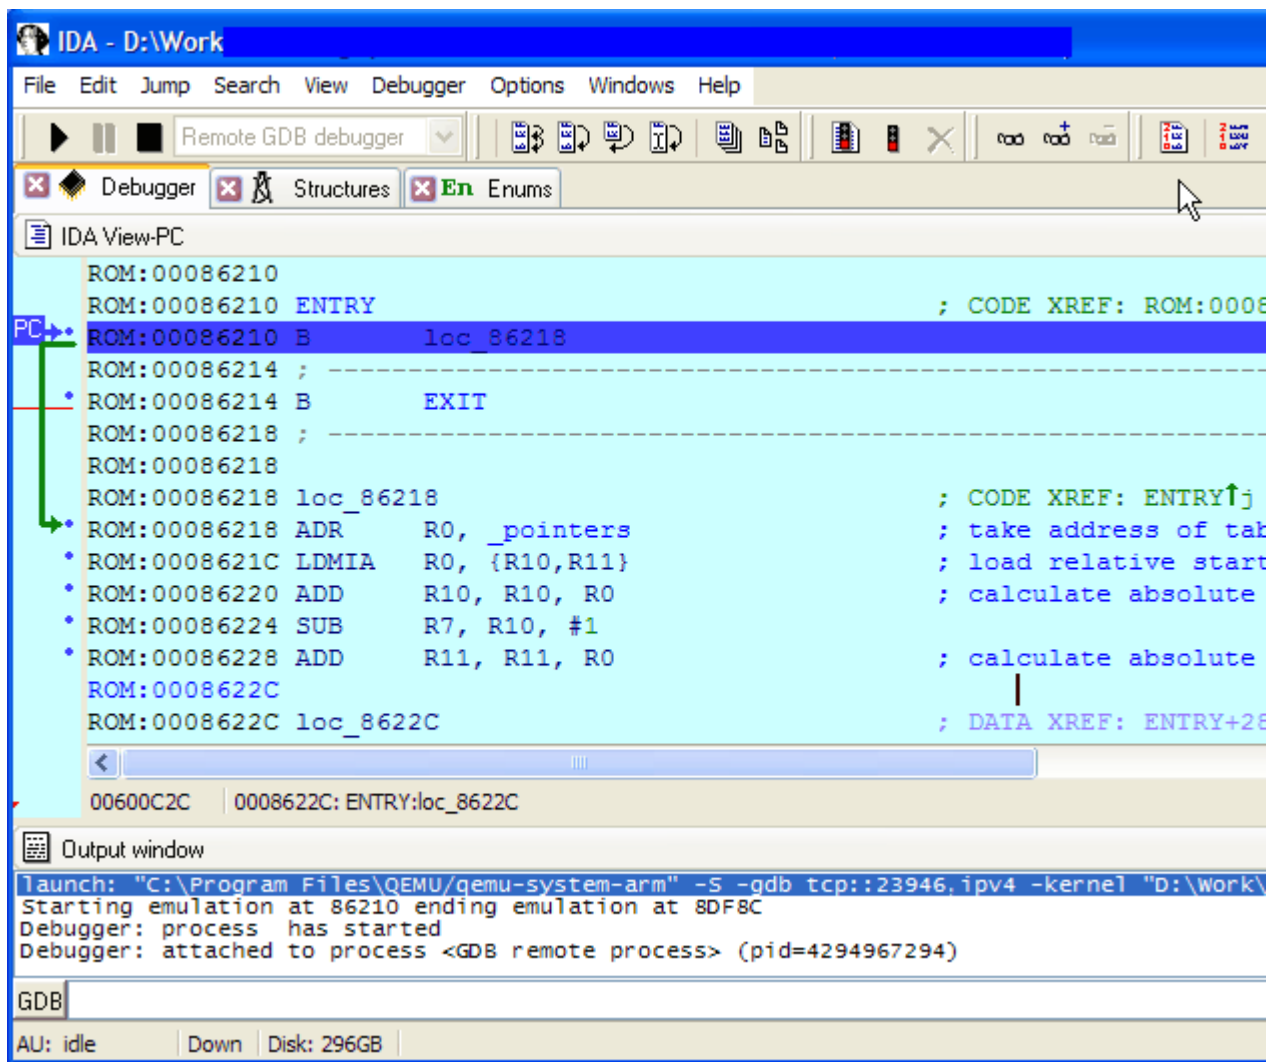 IDA - D:\Work
File Edit Jump Search View Debugger Options Windows Help
Remote GDB debugger
Debugger Structures En Enums
IDA View-PC
ROM:00086210
ROM:00086210 ENTRY ; CODE XREF: ROM:0008
PC ROM:00086210 B loc_86218
ROM:00086214 ; -----------------------------------------------------------
ROM:00086214 B EXIT
ROM:00086218 ; -----------------------------------------------------------
ROM:00086218
ROM:00086218 loc_86218 ; CODE XREF: ENTRY↑j
ROM:00086218 ADR R0, _pointers ; take address of tab
ROM:0008621C LDMIA R0, {R10,R11} ; load relative start
ROM:00086220 ADD R10, R10, R0 ; calculate absolute
ROM:00086224 SUB R7, R10, #1
ROM:00086228 ADD R11, R11, R0 ; calculate absolute
ROM:0008622C
ROM:0008622C loc_8622C ; DATA XREF: ENTRY+28
00600C2C 0008622C: ENTRY:loc_8622C
Output window
launch: "C:\Program Files\QEMU/qemu-system-arm" -S -gdb tcp::23946,ipv4 -kernel "D:\Work\
Starting emulation at 86210 ending emulation at 8DF8C
Debugger: process has started
Debugger: attached to process <GDB remote process> (pid=4294967294)
GDB
AU: idle Down Disk: 296GB